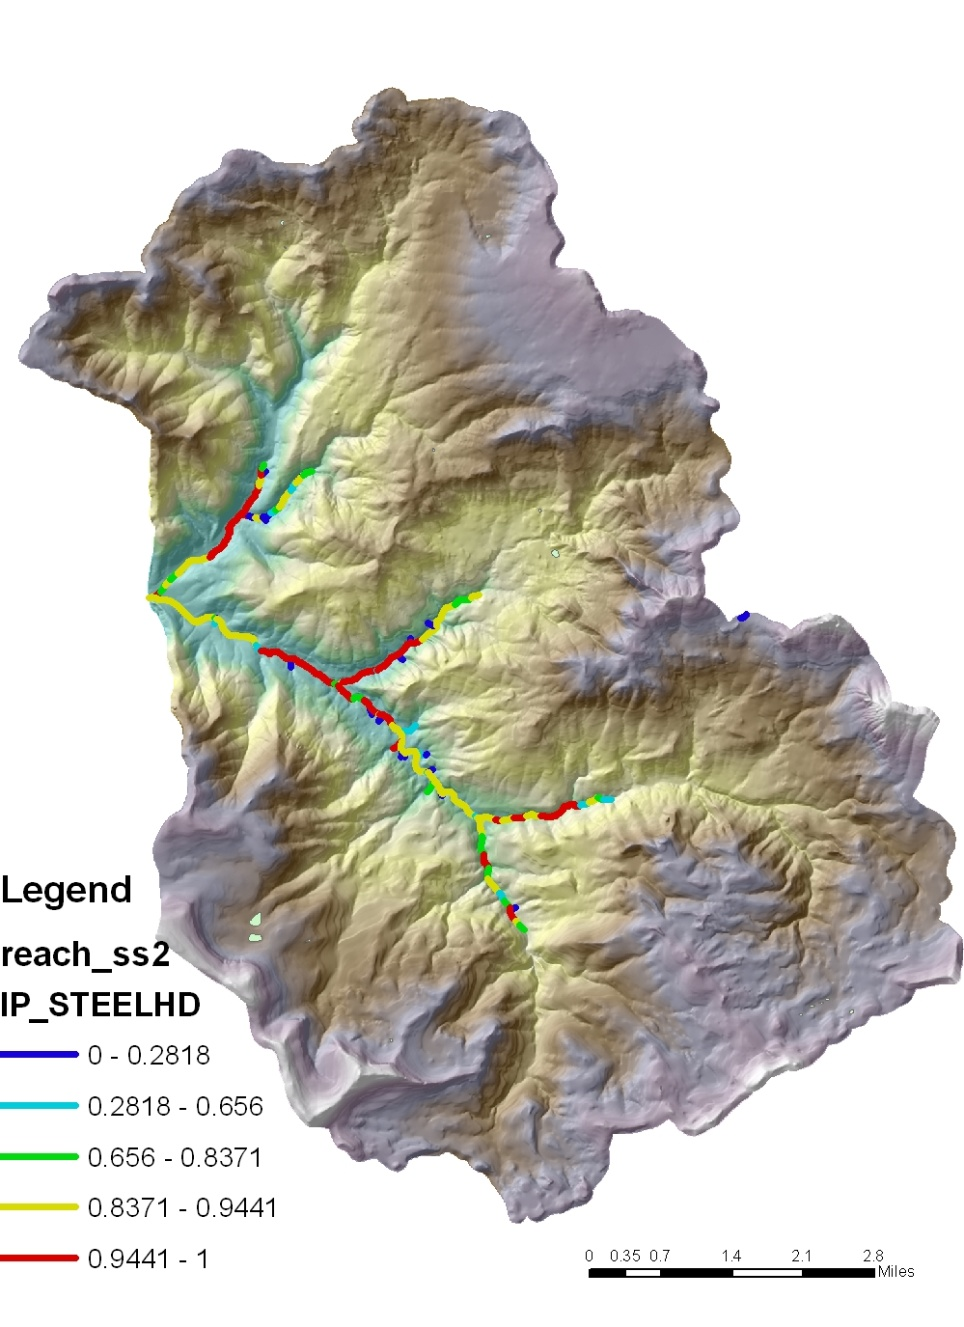 Legend
reach_ss2
IP_STEELHD
0 - 0.2818
0.2818 - 0.656
0.656 - 0.8371
0.8371 - 0.9441
0.9441 - 1
0 0.35 0.7 1.4 2.1 2.8
Miles